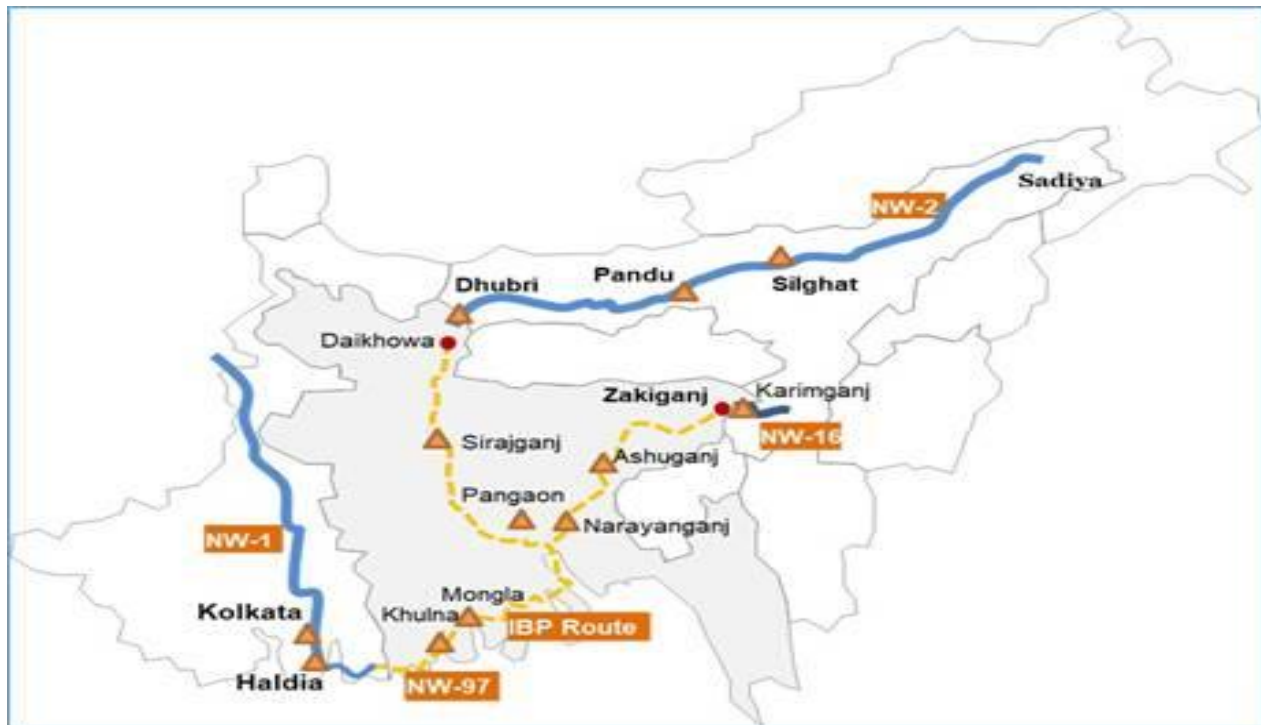 Sadiya
NW-2
Pandu
Silghat
Dhubri
Daikhowa
Zakiganj
Karimganj
NW-16
Sirajganj
Ashuganj
Pangaon
Narayanganj
NW-1
Mongla
Kolkata
Khulna
IBP Route
Haldia
NW-97